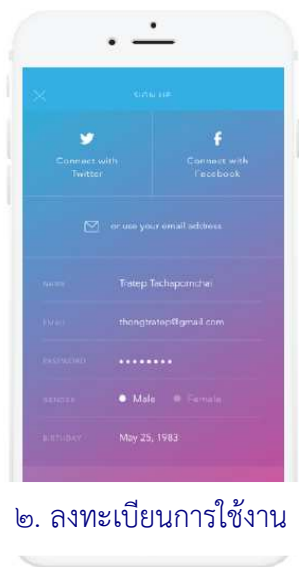 SIGN UP
Connect with
Twitter
Connect with
Facebook
or use your email address
NAME Tratep Tachapornchai
EMAIL thongtratep@gmail.com
PASSWORD ••••••••
GENDER Male Female
BIRTHDAY May 25, 1983
๒. ลงทะเบียนการใช้งาน